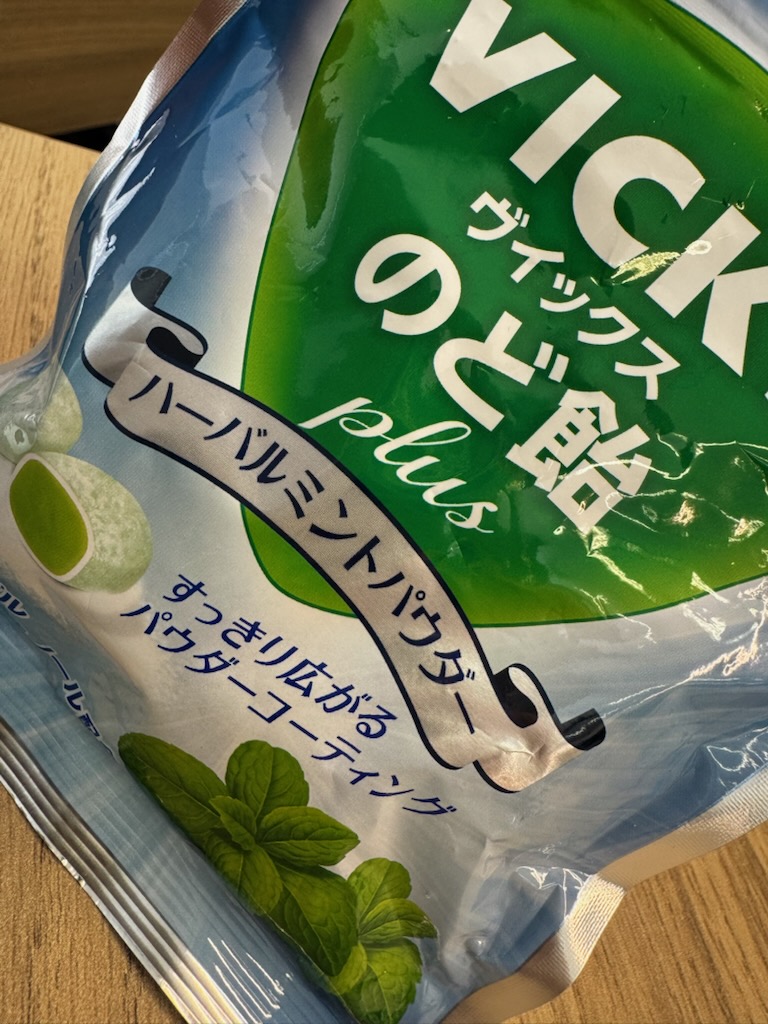 VICK
ヴィックス
のど飴
plus
ハーバルミントパウダー
すっきり広がる
パウダーコーティング